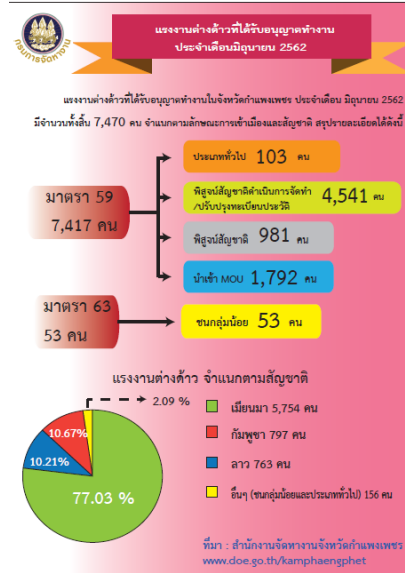 กรมการจัดหางาน
แรงงานต่างด้าวที่ได้รับอนุญาตทำงาน
ประจำเดือนมิถุนายน 2562
แรงงานต่างด้าวที่ได้รับอนุญาตทำงานในจังหวัดกำแพงเพชร ประจำเดือน มิถุนายน 2562
มีจำนวนทั้งสิ้น 7,470 คน จำแนกตามลักษณะการเข้าเมืองและสัญชาติ สรุปรายละเอียดได้ดังนี้
มาตรา 59
7,417 คน
ประเภททั่วไป 103 คน
พิสูจน์สัญชาติดำเนินการจัดทำ
/ปรับปรุงทะเบียนประวัติ 4,541 คน
พิสูจน์สัญชาติ 981 คน
นำเข้า MOU 1,792 คน
มาตรา 63
53 คน
ชนกลุ่มน้อย 53 คน
แรงงานต่างด้าว จำแนกตามสัญชาติ
2.09 %
10.67%
10.21%
77.03 %
เมียนมา 5,754 คน
กัมพูชา 797 คน
ลาว 763 คน
อื่นๆ (ชนกลุ่มน้อยและประเภททั่วไป) 156 คน
ที่มา : สำนักงานจัดหางานจังหวัดกำแพงเพชร
www.doe.go.th/kamphaengphet